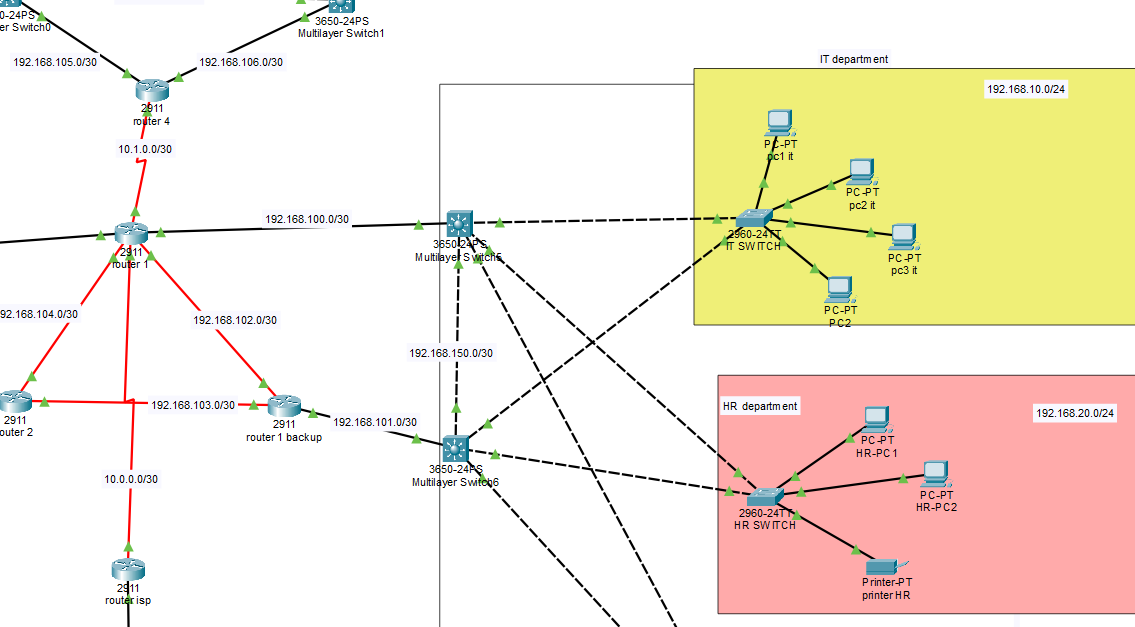 0-24PS
er Switch0
3650-24PS
Multilayer Switch1
192.168.105.0/30
192.168.106.0/30
2911
router 4
10.1.0.0/30
IT department
192.168.10.0/24
PC-PT
pc1 it
PC-PT
pc2 it
2960-24TT
IT SWITCH
PC-PT
pc3 it
PC-PT
PC2
192.168.100.0/30
3650-24PS
Multilayer Switch5
2911
router 1
92.168.104.0/30
192.168.102.0/30
192.168.150.0/30
2911
outer 2
192.168.103.0/30
2911
router 1 backup
192.168.101.0/30
3650-24PS
Multilayer Switch6
HR department
192.168.20.0/24
PC-PT
HR-PC1
PC-PT
HR-PC2
2960-24TT
HR SWITCH
Printer-PT
printer HR
10.0.0.0/30
2911
router isp